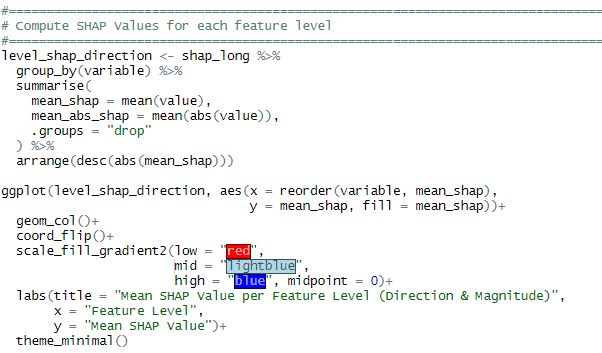 #===============================================================================
# Compute SHAP Values for each feature level
#===============================================================================
level_shap_direction <- shap_long %>%
  group_by(variable) %>%
  summarise(
    mean_shap = mean(value),
    mean_abs_shap = mean(abs(value)),
    .groups = "drop"
  ) %>%
  arrange(desc(abs(mean_shap)))

ggplot(level_shap_direction, aes(x = reorder(variable, mean_shap),
                                 y = mean_shap, fill = mean_shap))+
  geom_col()+
  coord_flip()+
  scale_fill_gradient2(low = "red",
                       mid = "lightblue",
                       high = "blue", midpoint = 0)+
  labs(title = "Mean SHAP Value per Feature Level (Direction & Magnitude)",
       x = "Feature Level",
       y = "Mean SHAP Value")+
  theme_minimal()